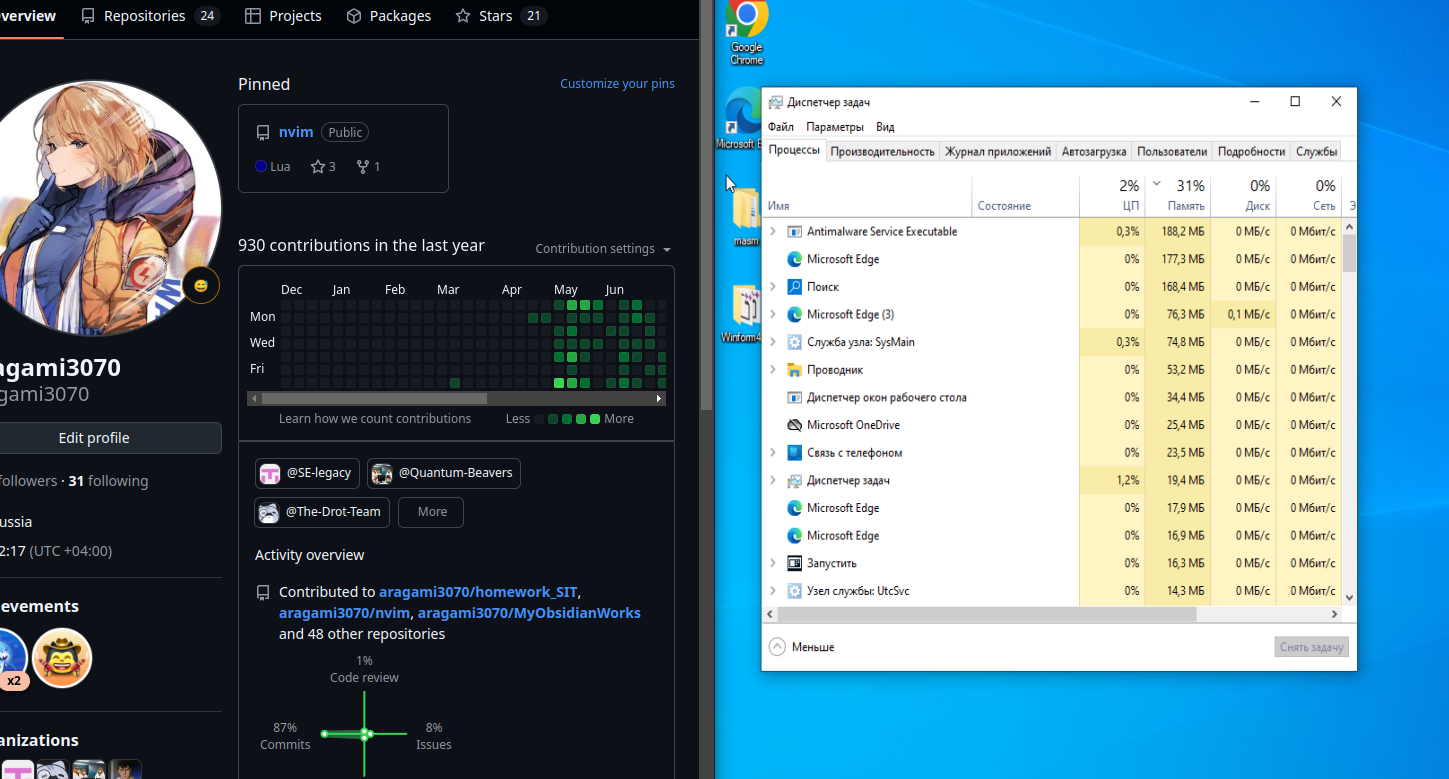 verview Repositories 24 Projects Packages Stars 21
Pinned Customize your pins
nvim Public
Lua 3 1
930 contributions in the last year Contribution settings
Dec Jan Feb Mar Apr May Jun
Mon
Wed
Fri
Learn how we count contributions Less More
agami3070
gami3070
Edit profile
followers · 31 following
ussia
2:17 (UTC +04:00)
ievements
x2
anizations
@SE-legacy @Quantum-Beavers
@The-Drot-Team More
Activity overview
Contributed to aragami3070/homework_SIT,
aragami3070/nvim, aragami3070/MyObsidianWorks
and 48 other repositories
1%
Code review
87%
Commits
8%
Issues
Google
Chrome
Microsoft E
masm
Winform4
Диспетчер задач
Файл Параметры Вид
Процессы Производительность Журнал приложений Автозагрузка Пользователи Подробности Службы
2% 31% 0% 0%
Имя Состояние ЦП Память Диск Сеть Э
Antimalware Service Executable 0,3% 188,2 МБ 0 МБ/с 0 Мбит/с
Microsoft Edge 0% 177,3 МБ 0 МБ/с 0 Мбит/с
Поиск 0% 168,4 МБ 0 МБ/с 0 Мбит/с
Microsoft Edge (3) 0% 76,3 МБ 0,1 МБ/с 0 Мбит/с
Служба узла: SysMain 0,3% 74,8 МБ 0 МБ/с 0 Мбит/с
Проводник 0% 53,2 МБ 0 МБ/с 0 Мбит/с
Диспетчер окон рабочего стола 0% 34,4 МБ 0 МБ/с 0 Мбит/с
Microsoft OneDrive 0% 25,4 МБ 0 МБ/с 0 Мбит/с
Связь с телефоном 0% 23,5 МБ 0 МБ/с 0 Мбит/с
Диспетчер задач 1,2% 19,4 МБ 0 МБ/с 0 Мбит/с
Microsoft Edge 0% 17,9 МБ 0 МБ/с 0 Мбит/с
Microsoft Edge 0% 16,9 МБ 0 МБ/с 0 Мбит/с
Запустить 0% 16,3 МБ 0 МБ/с 0 Мбит/с
Узел службы: UtcSvc 0% 14,3 МБ 0 МБ/с 0 Мбит/с
Меньше Снять задачу